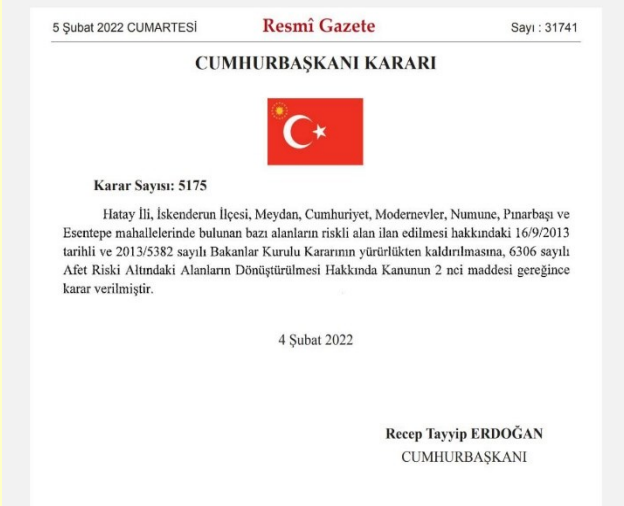 5 Şubat 2022 CUMARTESİ Resmî Gazete Sayı : 31741
CUMHURBAŞKANI KARARI
Karar Sayısı: 5175
Hatay İli, İskenderun İlçesi, Meydan, Cumhuriyet, Modernevler, Numune, Pınarbaşı ve
Esentepe mahallelerinde bulunan bazı alanların riskli alan ilan edilmesi hakkındaki 16/9/2013
tarihli ve 2013/5382 sayılı Bakanlar Kurulu Kararının yürürlükten kaldırılmasına, 6306 sayılı
Afet Riski Altındaki Alanların Dönüştürülmesi Hakkında Kanunun 2 nci maddesi gereğince
karar verilmiştir.
4 Şubat 2022
Recep Tayyip ERDOĞAN
CUMHURBAŞKANI